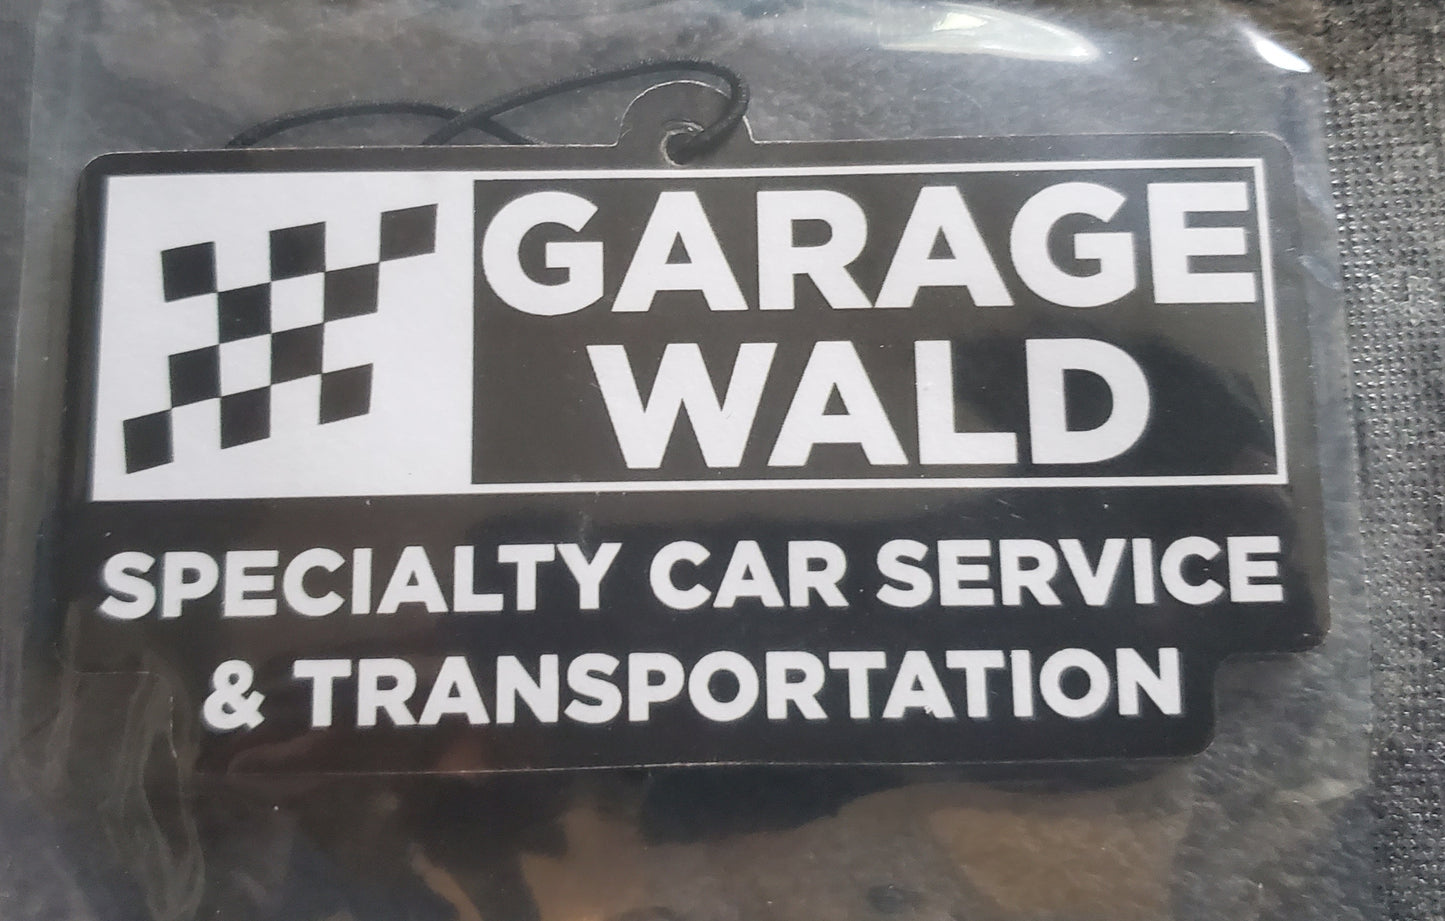 GARAGE
WALD
SPECIALTY CAR SERVICE
& TRANSPORTATION